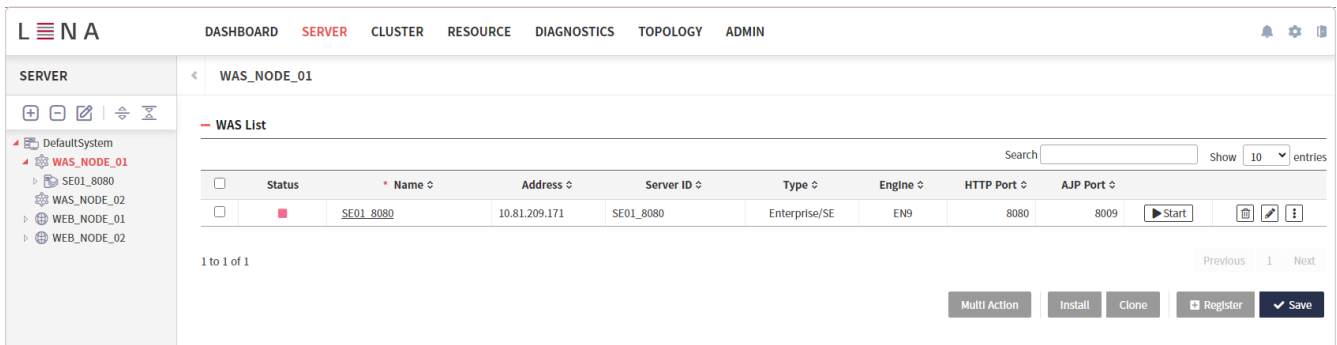 LENA
DASHBOARD SERVER CLUSTER RESOURCE DIAGNOSTICS TOPOLOGY ADMIN
SERVER
WAS_NODE_01
DefaultSystem
WAS_NODE_01
SE01_8080
WAS_NODE_02
WEB_NODE_01
WEB_NODE_02
WAS List
Search Show 10 entries
Status * Name Address Server ID Type Engine HTTP Port AJP Port
SE01_8080 10.81.209.171 SE01_8080 Enterprise/SE EN9 8080 8009 Start
1 to 1 of 1
Previous 1 Next
Multi Action Install Clone Register Save